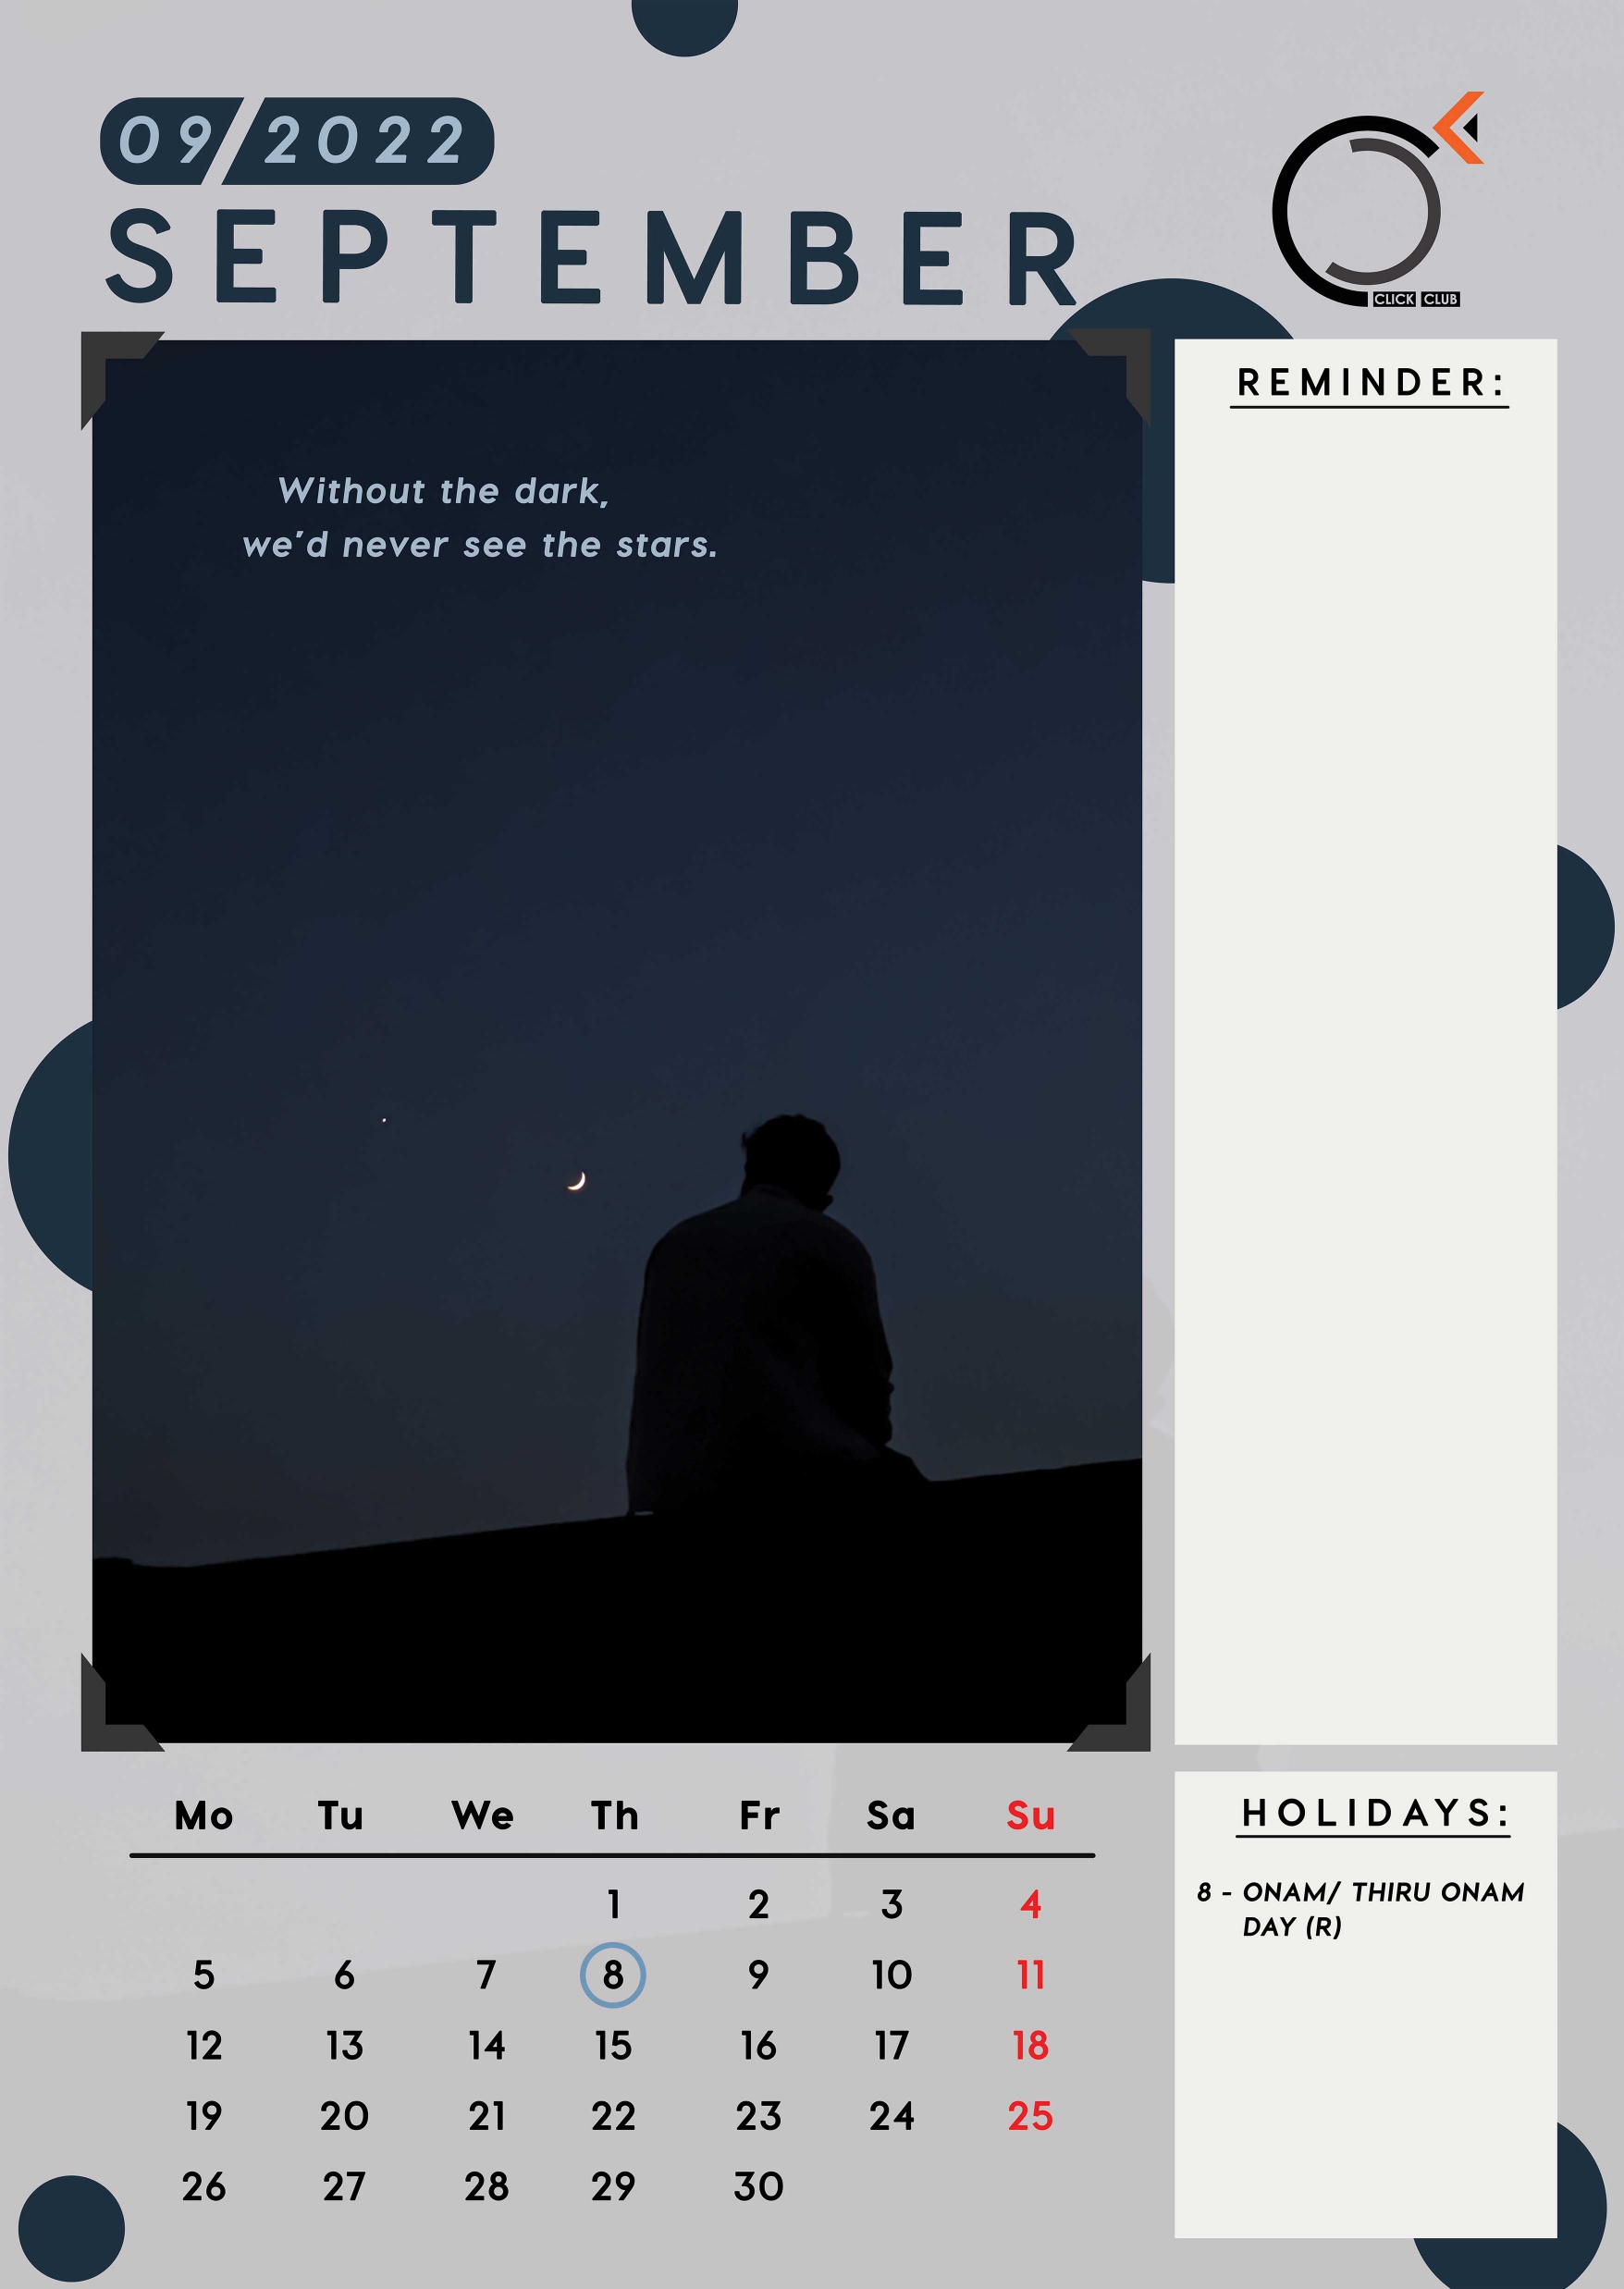 09/2022
SEPTEMBER
CLICK CLUB
REMINDER:
Without the dark,
we'd never see the stars.
Mo Tu We Th Fr Sa Su
1 2 3 4
5 6 7 8 9 10 11
12 13 14 15 16 17 18
19 20 21 22 23 24 25
26 27 28 29 30
HOLIDAYS:
8 - ONAM/ THIRU ONAM
DAY (R)